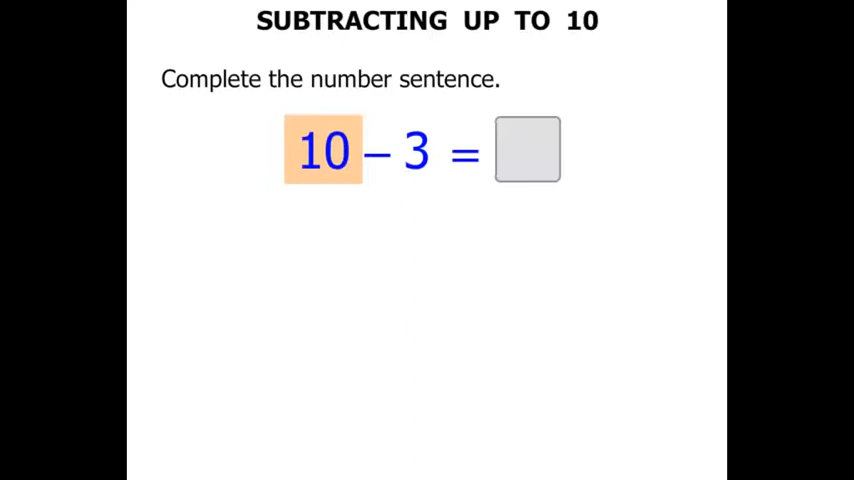 SUBTRACTING UP TO 10
Complete the number sentence.
10 – 3 =